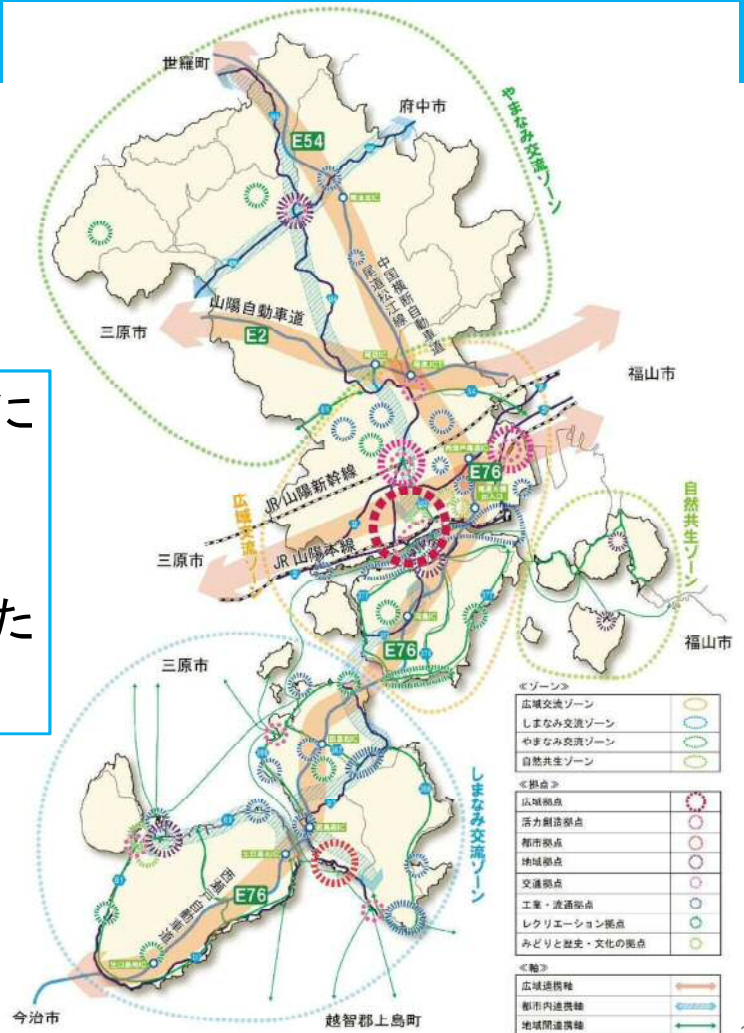 世羅町
府中市
やまなみ交流ゾーン
E54
中国横断自動車道
尾道松江線
山陽自動車道
三原市
E2
福山市
に
JR山陽新幹線
E76
広域交流ゾーン
自然共生ゾーン
三原市
JR山陽本線
た
福山市
E76
三原市
しまなみ交流ゾーン
西瀬戸自動車道
E76
今治市
越智郡上島町
≪ゾーン≫
広域交流ゾーン
しまなみ交流ゾーン
やまなみ交流ゾーン
自然共生ゾーン
≪拠点≫
広域拠点
活力創造拠点
都市拠点
地域拠点
交通拠点
工業・流通拠点
レクリエーション拠点
みどりと歴史・文化の拠点
≪軸≫
広域連携軸
都市内連携軸
地域間連携軸